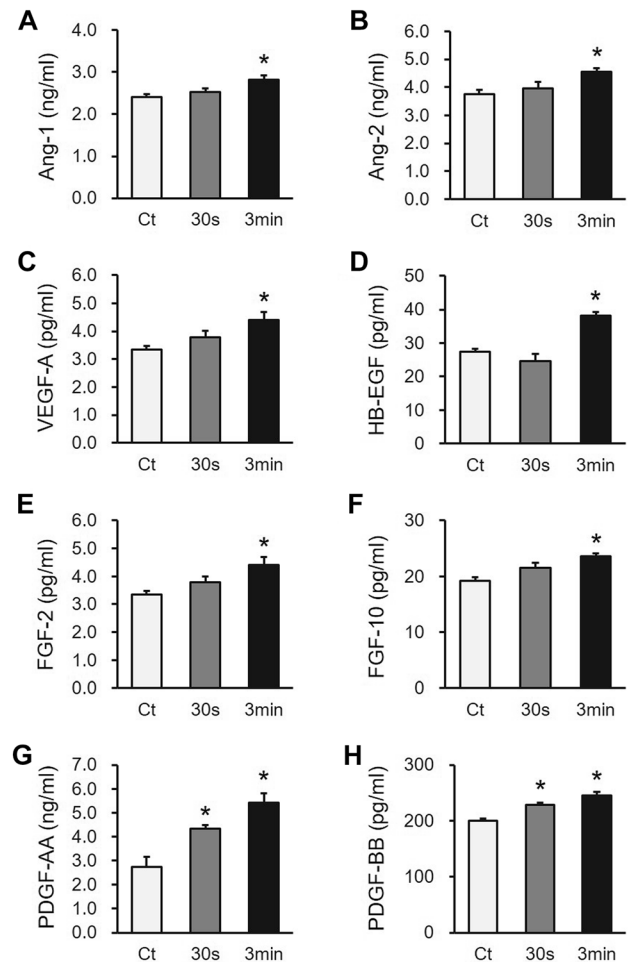 A
Ang-1 (ng/ml)
4.0
3.0
2.0
1.0
0.0
*
Ct 30s 3min
B
Ang-2 (ng/ml)
6.0
5.0
4.0
3.0
2.0
1.0
0.0
*
Ct 30s 3min
C
VEGF-A (pg/ml)
6.0
5.0
4.0
3.0
2.0
1.0
0.0
*
Ct 30s 3min
D
HB-EGF (pg/ml)
50
40
30
20
10
0
*
Ct 30s 3min
E
FGF-2 (pg/ml)
6.0
5.0
4.0
3.0
2.0
1.0
0.0
*
Ct 30s 3min
F
FGF-10 (pg/ml)
30
20
10
0
*
Ct 30s 3min
G
PDGF-AA (ng/ml)
7.0
6.0
5.0
4.0
3.0
2.0
1.0
0.0
* *
Ct 30s 3min
H
PDGF-BB (pg/ml)
300
200
100
0
* *
Ct 30s 3min